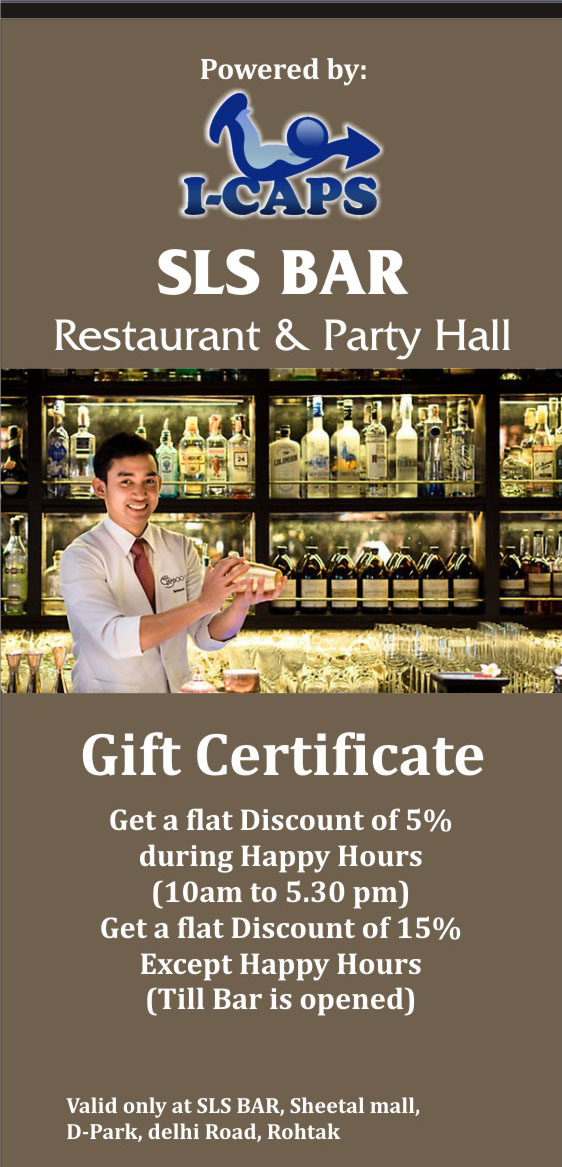 Powered by:
I-CAPS
SLS BAR
Restaurant & Party Hall
24
Gift Certificate
Get a flat Discount of 5%
during Happy Hours
(10am to 5.30 pm)
Get a flat Discount of 15%
Except Happy Hours
(Till Bar is opened)
Valid only at SLS BAR, Sheetal mall,
D-Park, delhi Road, Rohtak